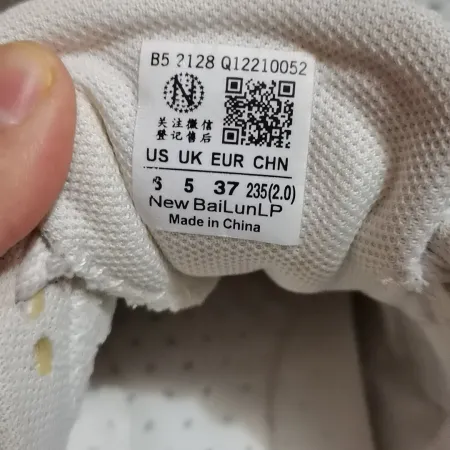 B5 2128 Q12210052
N
关注微信
登记售后
US UK EUR CHN
5 37 235(2.0)
New BaiLunLP
Made in China